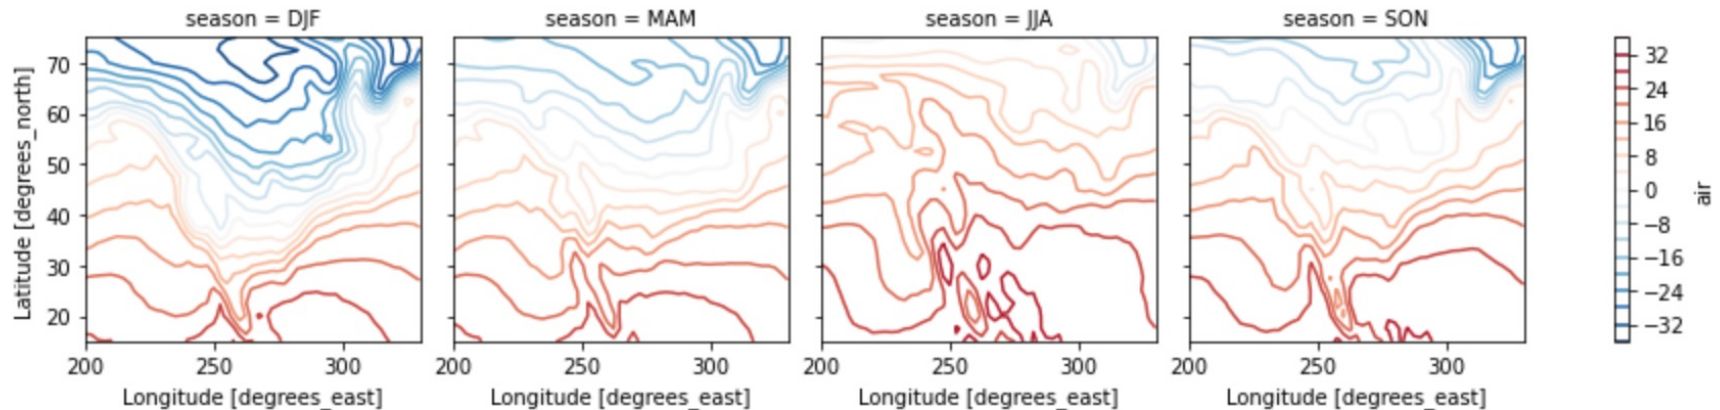 season = DJF
season = MAM
season = JJA
season = SON
70
60
50
40
30
20
Latitude [degrees_north]
200 250 300
200 250 300
200 250 300
200 250 300
Longitude [degrees_east]
Longitude [degrees_east]
Longitude [degrees_east]
Longitude [degrees_east]
32
24
16
8
0
−8
−16
−24
−32
air